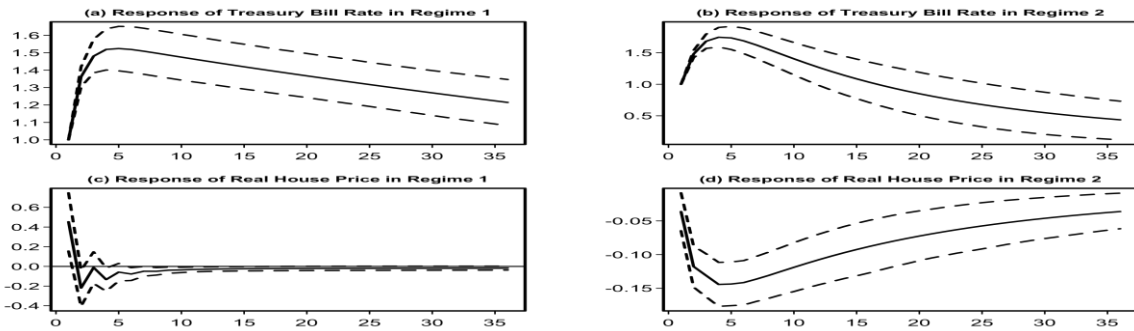 (a) Response of Treasury Bill Rate in Regime 1
1.6
1.5
1.4
1.3
1.2
1.1
1.0
0 5 10 15 20 25 30 35
(b) Response of Treasury Bill Rate in Regime 2
1.5
1.0
0.5
0 5 10 15 20 25 30 35
(c) Response of Real House Price in Regime 1
0.6
0.4
0.2
0.0
-0.2
-0.4
0 5 10 15 20 25 30 35
(d) Response of Real House Price in Regime 2
-0.05
-0.10
-0.15
0 5 10 15 20 25 30 35